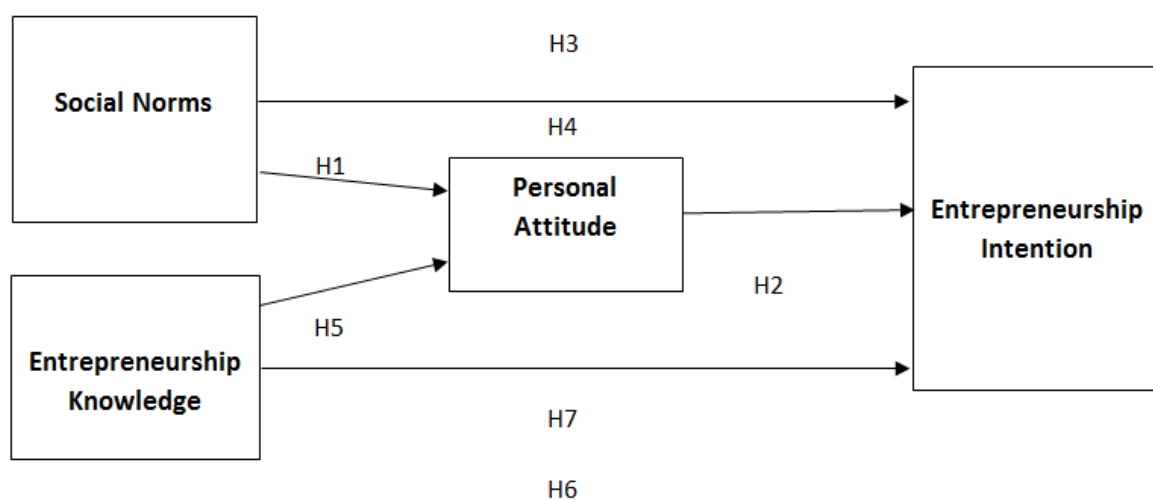 H3
Social Norms
H4
H1
Personal
Attitude
Entrepreneurship
Intention
H2
H5
Entrepreneurship
Knowledge
H7
H6